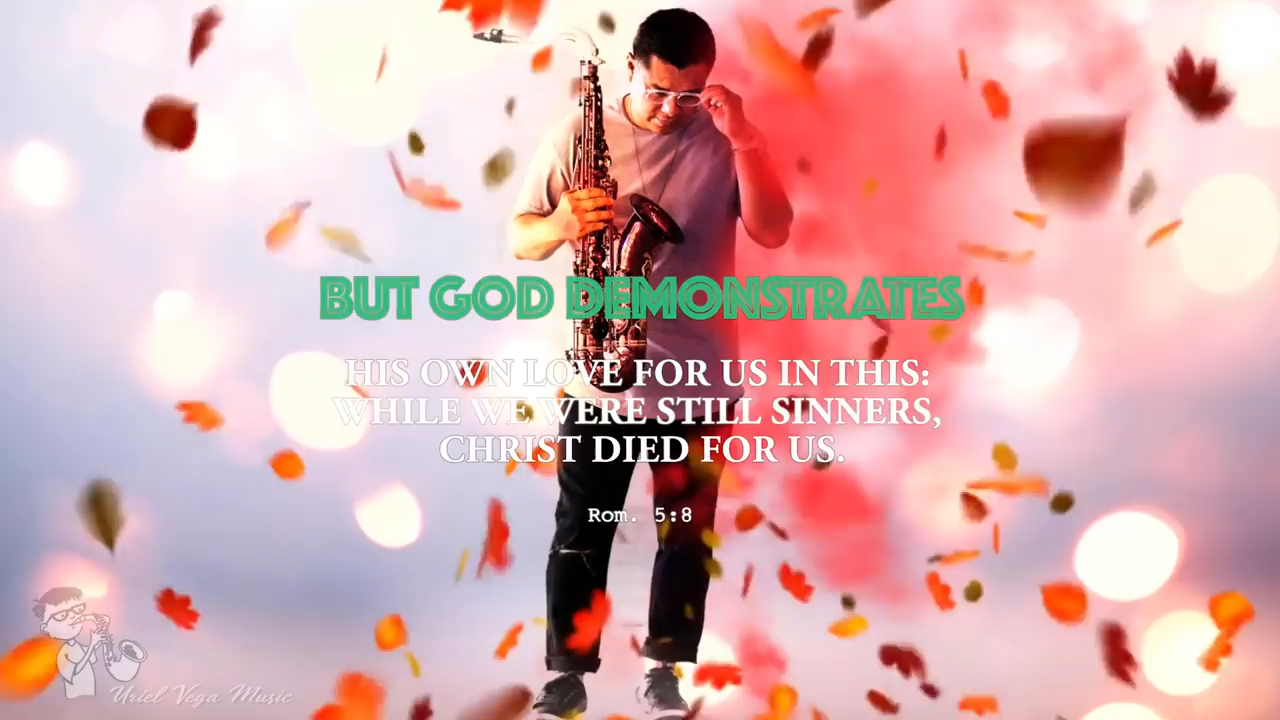 BUT GOD DEMONSTRATES
HIS OWN LOVE FOR US IN THIS:
WHILE WE WERE STILL SINNERS,
CHRIST DIED FOR US.
Rom. 5:8
Uriel Vega Music